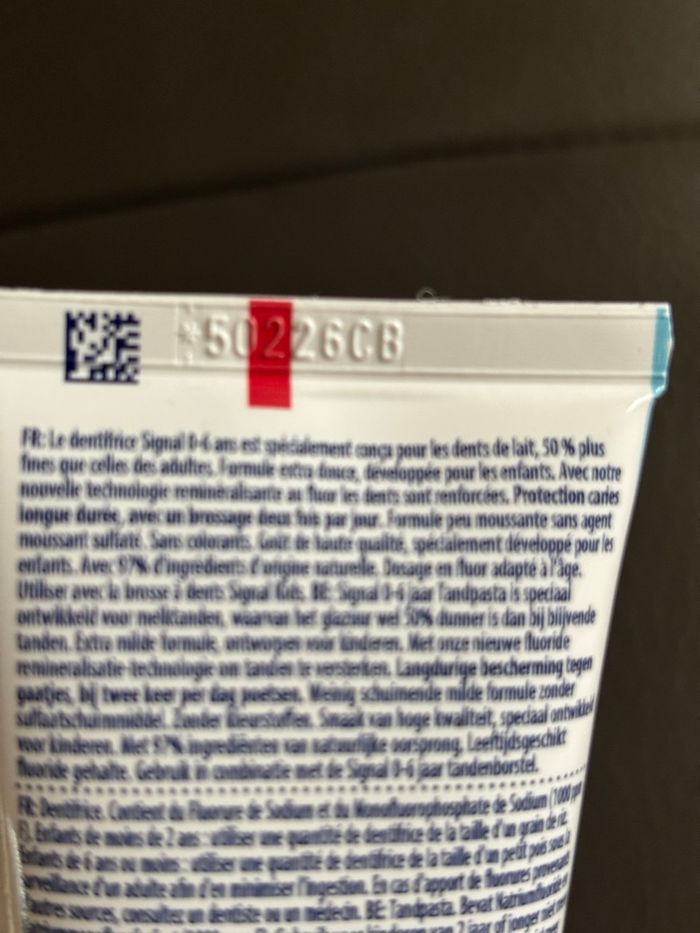 50226CB
FR: Le dentifrice Signal 0-6 ans est spécialement conçu pour les dents de lait, 50 % plus
fines que celles des adultes. Formule extra douce, développée pour les enfants. Avec notre
nouvelle technologie reminéralisante au fluor les dents sont renforcées. Protection caries
longue durée, avec un brossage deux fois par jour. Formule peu moussante sans agent
moussant sulfaté. Sans colorants. Goût de haute qualité, spécialement développé pour les
enfants. Avec 97% d'ingrédients d'origine naturelle. Dosage en fluor adapté à l'âge.
Utiliser avec la brosse à dents Signal Kids. BE: Signal 0-6 jaar Tandpasta is speciaal
ontwikkeld voor melktanden, waarvan het glazuur wel 50% dunner is dan bij blijvende
tanden. Extra milde formule, ontworpen voor kinderen. Met onze nieuwe fluoride
remineralisatie-technologie om tanden te versterken. Langdurige bescherming tegen
gaatjes, bij twee keer per dag poetsen. Weinig schuimende milde formule zonder
sulfaatschuimmiddel. Zonder kleurstoffen. Smaak van hoge kwaliteit, speciaal ontwikkeld
voor kinderen. Met 97% ingrediënten van natuurlijke oorsprong. Leeftijdsgeschikt
fluoride gehalte. Gebruik in combinatie met de Signal 0-6 jaar tandenborstel.
FR: Dentifrice. Contient du Fluorure de Sodium et du Monofluorophosphate de Sodium (1000 ppm
F). Enfants de moins de 2 ans : utiliser une quantité de dentifrice de la taille d'un grain de riz.
Enfants de 6 ans ou moins : utiliser une quantité de dentifrice de la taille d'un petit pois sous la
surveillance d'un adulte afin d'en minimiser l'ingestion. En cas d'apport de fluorures provenant
d'autres sources, consultez un dentiste ou un médecin. BE: Tandpasta. Bevat Natriumfluoride
kinderen van 2 jaar of jonger